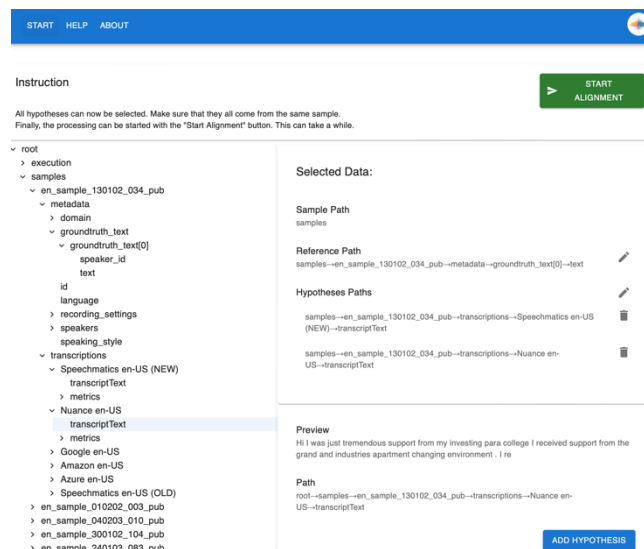 START HELP ABOUT
Instruction
START
ALIGNMENT
All hypotheses can now be selected. Make sure that they all come from the same sample.
Finally, the processing can be started with the "Start Alignment" button. This can take a while.
root
execution
samples
en_sample_130102_034_pub
metadata
domain
groundtruth_text
groundtruth_text[0]
speaker_id
text
id
language
recording_settings
speakers
speaking_style
transcriptions
Speechmatics en-US (NEW)
transcriptText
metrics
Nuance en-US
transcriptText
metrics
Google en-US
Amazon en-US
Azure en-US
Speechmatics en-US (OLD)
en_sample_010202_003_pub
en_sample_040203_010_pub
en_sample_300102_104_pub
en_sample_240103_083_pub
Selected Data:
Sample Path
samples
Reference Path
samples→en_sample_130102_034_pub→metadata→groundtruth_text[0]→text
Hypotheses Paths
samples→en_sample_130102_034_pub→transcriptions→Speechmatics en-US
(NEW)→transcriptText
samples→en_sample_130102_034_pub→transcriptions→Nuance en-
US→transcriptText
Preview
Hi I was just tremendous support from my investing para college I received support from the
grand and industries apartment changing environment . I re
Path
root→samples→en_sample_130102_034_pub→transcriptions→Nuance en-
US→transcriptText
ADD HYPOTHESIS